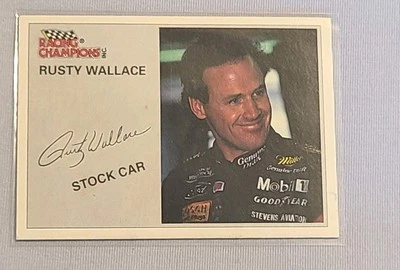 RACING
CHAMPIONS INC
RUSTY WALLACE
Rusty Wallace
STOCK CAR
Genuine
Draft
Miller
Genuine Draft
Mobil 1
GOODYEAR
STEVENS AVIATION